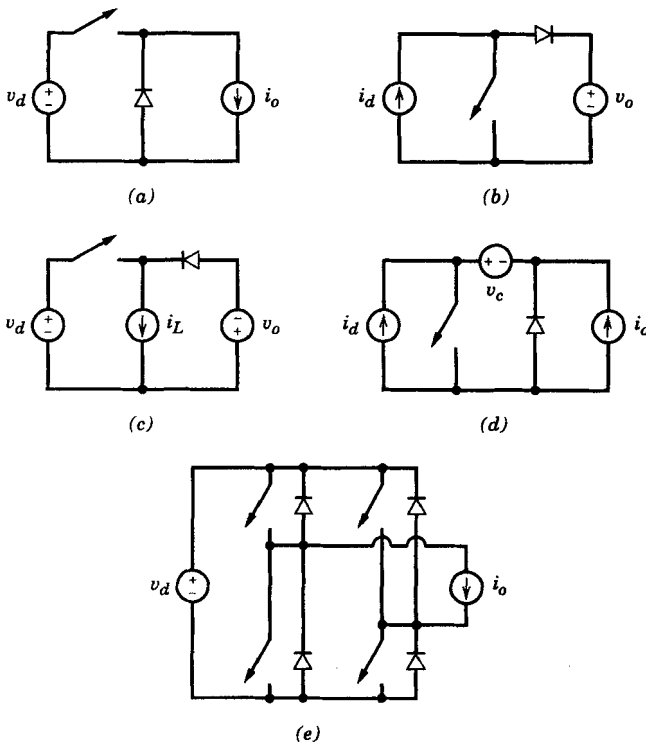 v_d
i_o
(a)
i_d
v_o
(b)
v_d
i_L
v_o
(c)
i_d
v_c
i_o
(d)
v_d
i_o
(e)